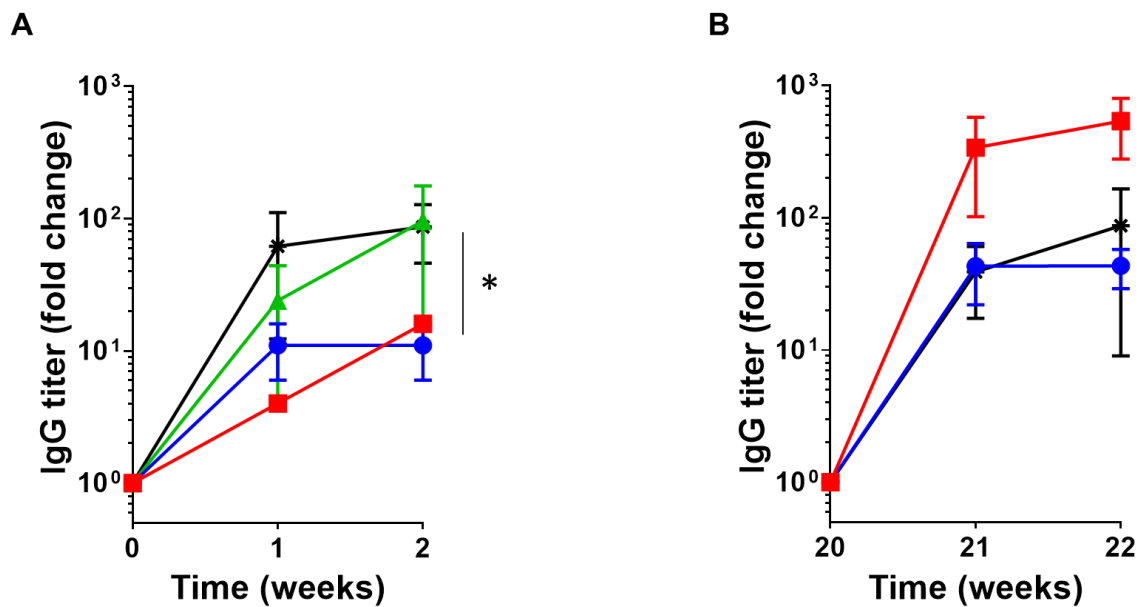 A
IgG titer (fold change)
10³
10²
10¹
10⁰
0 1 2
Time (weeks)
*
B
IgG titer (fold change)
10³
10²
10¹
10⁰
20 21 22
Time (weeks)